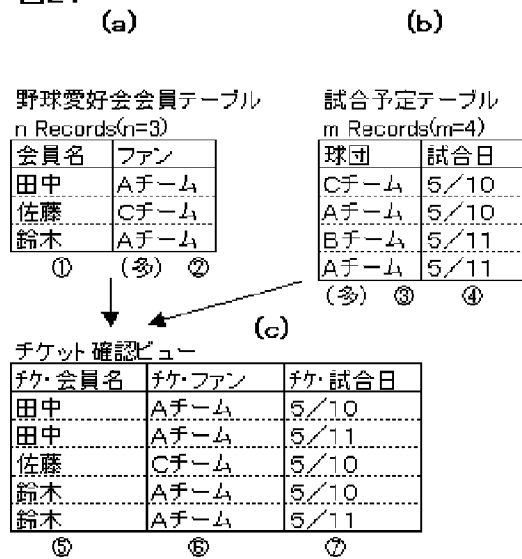 (a) (b)
野球愛好会会員テーブル
n Records(n=3)
会員名 ファン
田中 Aチーム
佐藤 Cチーム
鈴木 Aチーム
① (多) ②
試合予定テーブル
m Records(m=4)
球団 試合日
Cチーム 5/10
Aチーム 5/10
Bチーム 5/11
Aチーム 5/11
(多) ③ ④
(c)
チケット確認ビュー
チケ・会員名 チケ・ファン チケ・試合日
田中 Aチーム 5/10
田中 Aチーム 5/11
佐藤 Cチーム 5/10
鈴木 Aチーム 5/10
鈴木 Aチーム 5/11
⑤ ⑥ ⑦